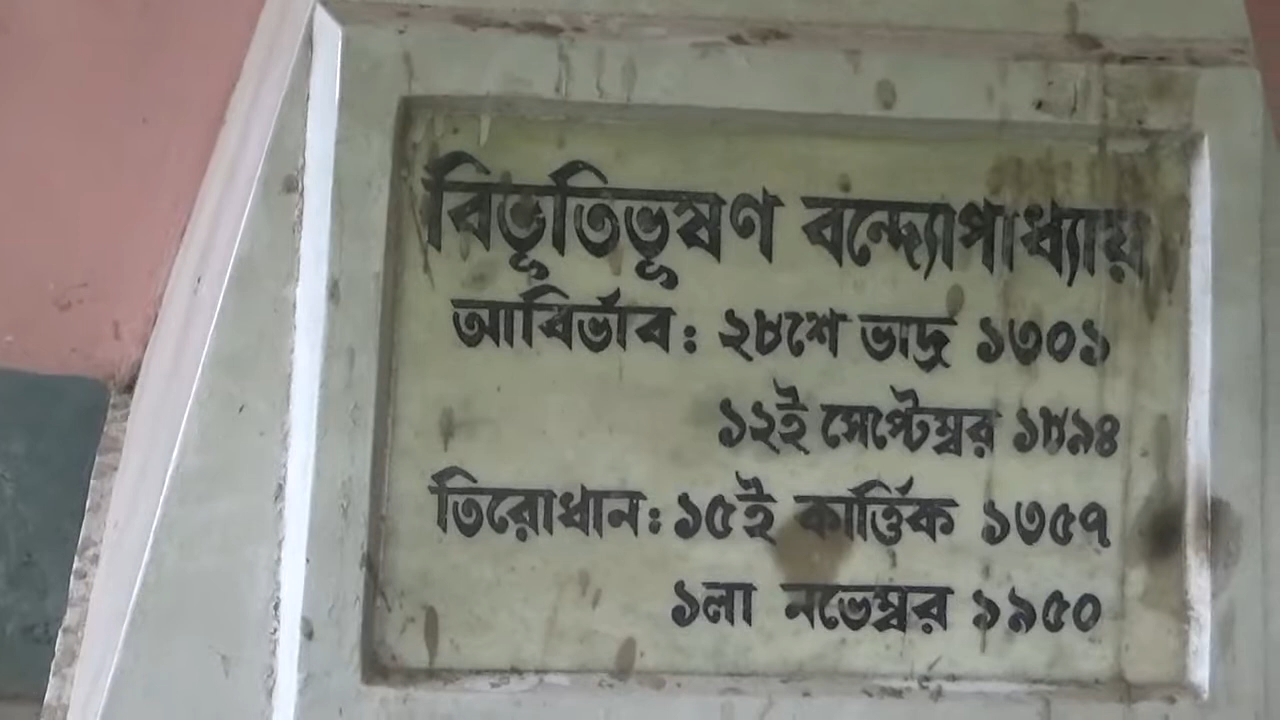 বিভূতিভূষণ বন্দ্যোপাধ্যায়
আবির্ভাব: ২৮শে ভাদ্র ১৩০১
১২ই সেপ্টেম্বর ১৮৯৪
তিরোধান: ১৫ই কার্ত্তিক ১৩৫৭
১লা নভেম্বর ১৯৫০